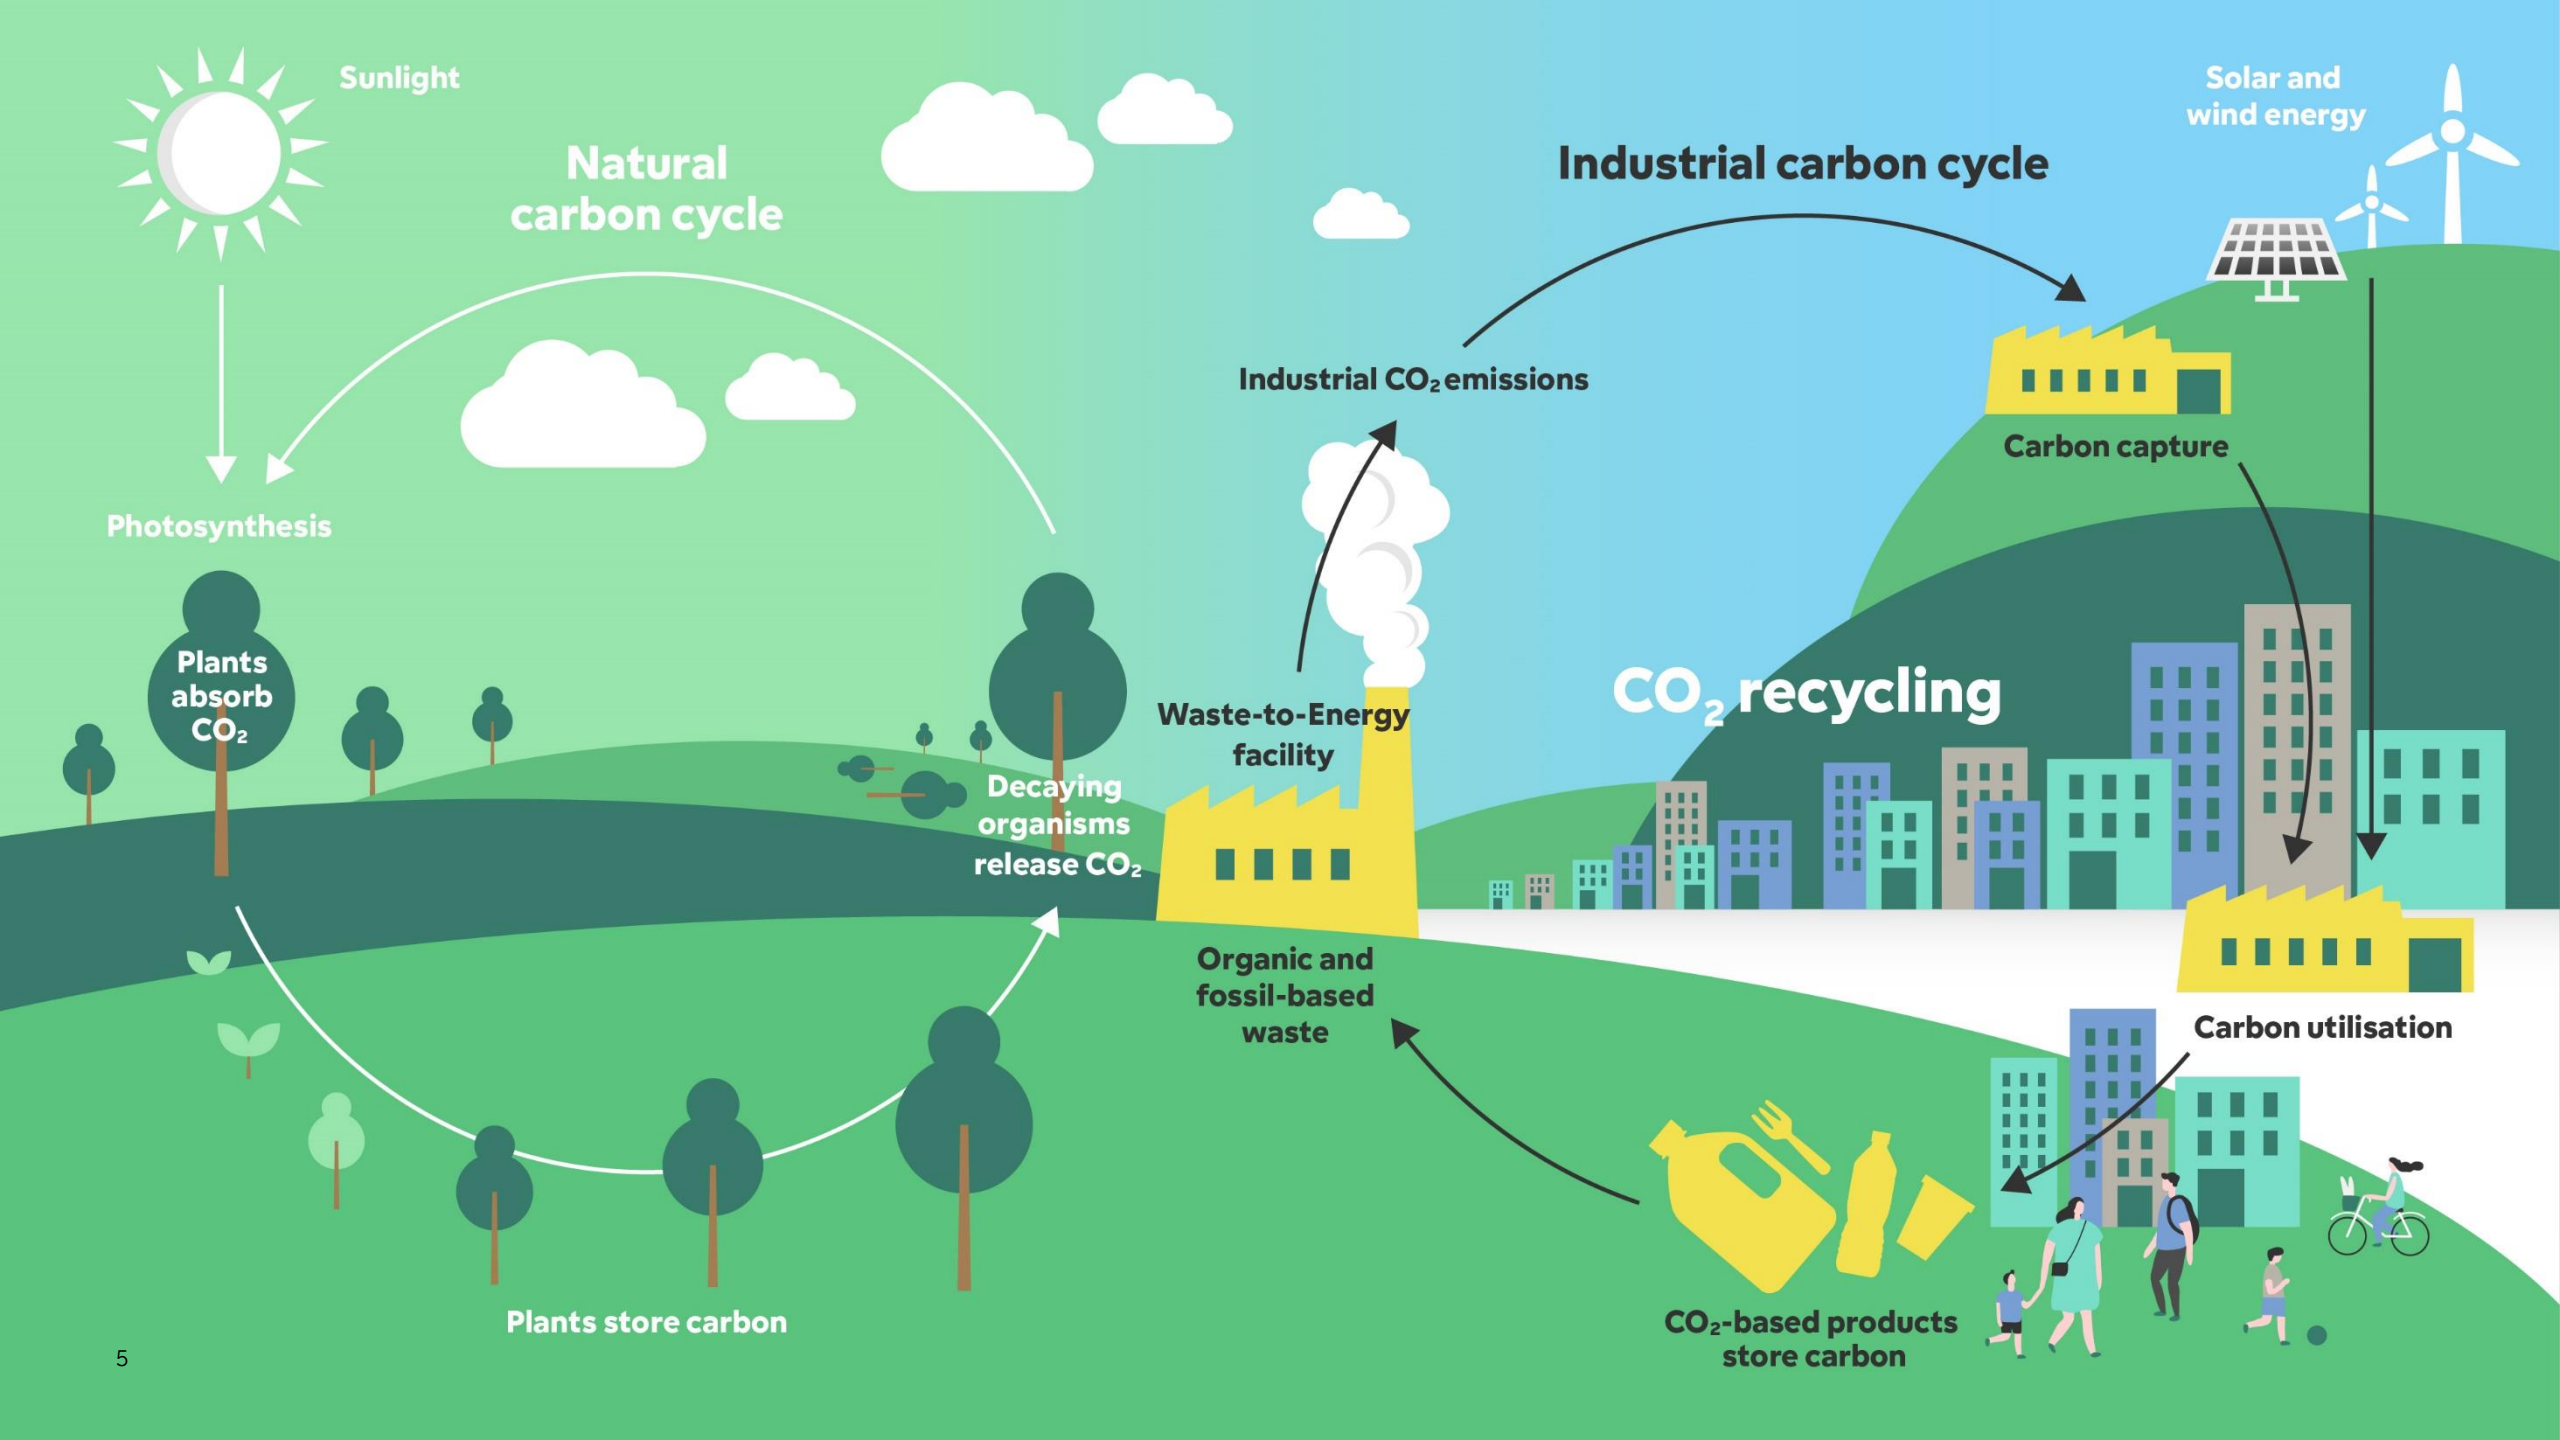 Sunlight
Natural
carbon cycle
Photosynthesis
Plants
absorb
CO₂
Decaying
organisms
release CO₂
Plants store carbon
5
Industrial carbon cycle
Solar and
wind energy
Industrial CO₂ emissions
Carbon capture
Waste-to-Energy
facility
CO₂ recycling
Organic and
fossil-based
waste
Carbon utilisation
CO₂-based products
store carbon